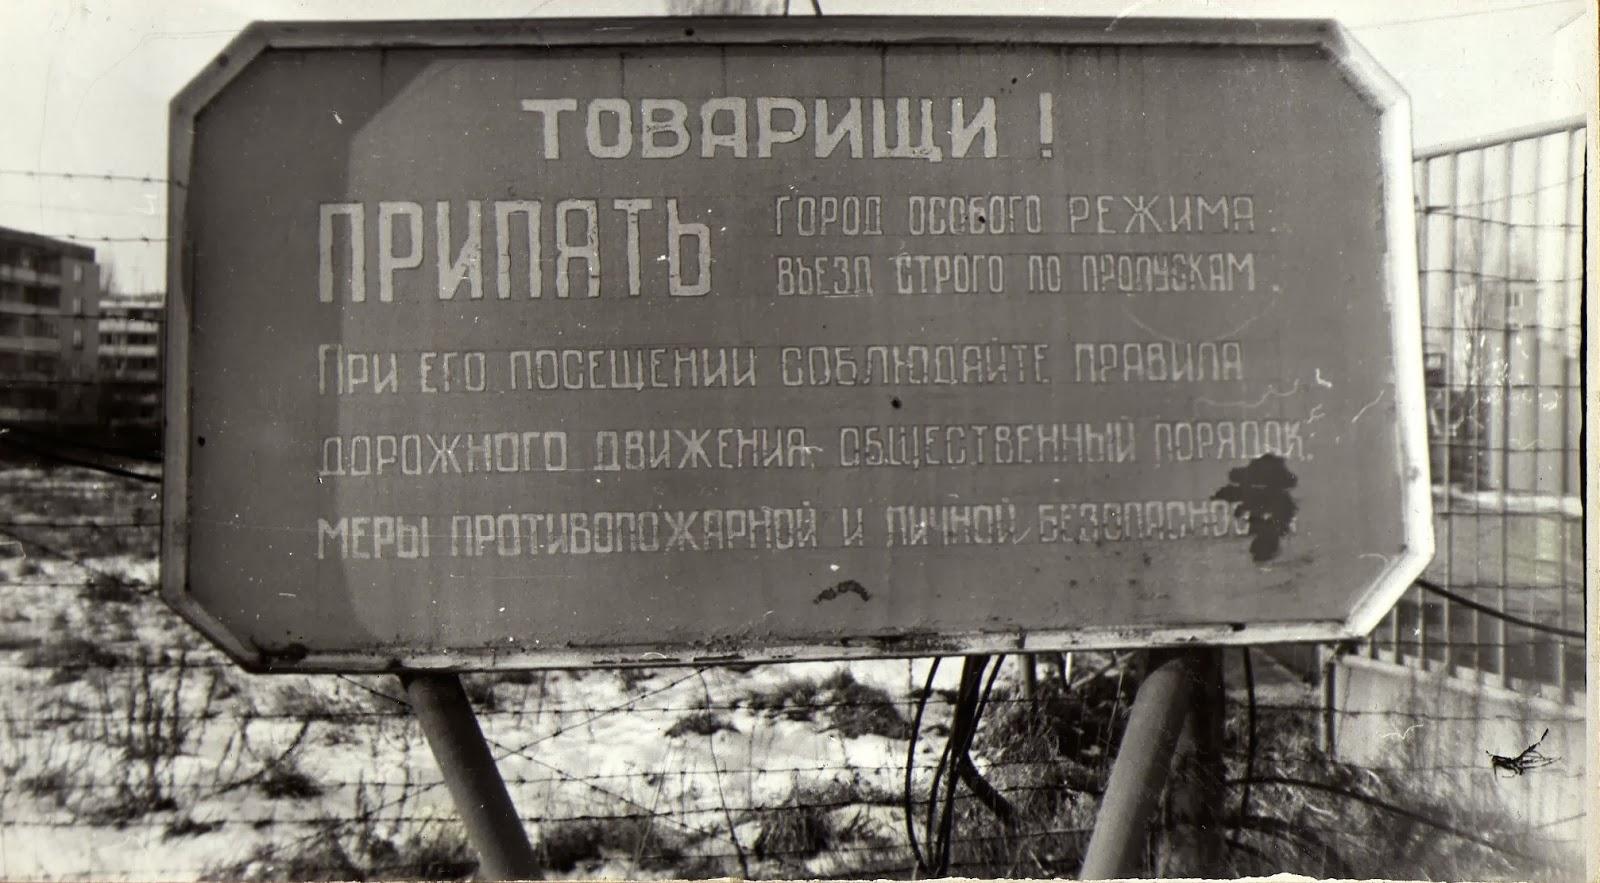 ТОВАРИЩИ !
ПРИПЯТЬ
ГОРОД ОСОБОГО РЕЖИМА.
ВЪЕЗД СТРОГО ПО ПРОПУСКАМ.
ПРИ ЕГО ПОСЕЩЕНИИ СОБЛЮДАЙТЕ ПРАВИЛА
ДОРОЖНОГО ДВИЖЕНИЯ, ОБЩЕСТВЕННЫЙ ПОРЯДОК,
МЕРЫ ПРОТИВОПОЖАРНОЙ И ЛИЧНОЙ